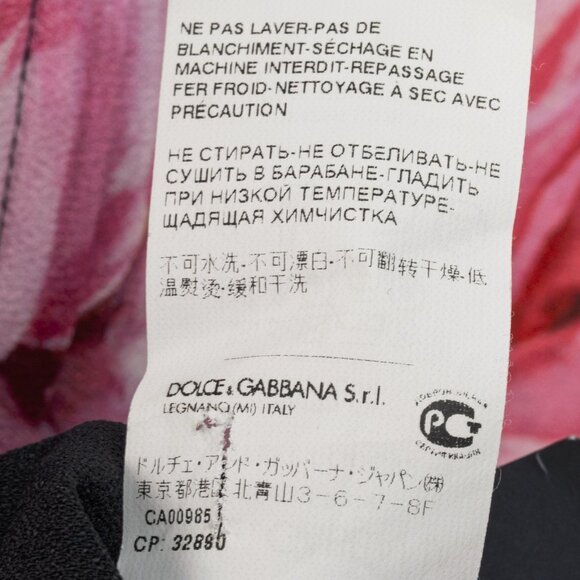 NE PAS LAVER-PAS DE
BLANCHIMENT-SÉCHAGE EN
MACHINE INTERDIT-REPASSAGE
FER FROID-NETTOYAGE À SEC AVEC
PRÉCAUTION
НЕ СТИРАТЬ-НЕ ОТБЕЛИВАТЬ-НЕ
СУШИТЬ В БАРАБАНЕ-ГЛАДИТЬ
ПРИ НИЗКОЙ ТЕМПЕРАТУРЕ-
ЩАДЯЩАЯ ХИМЧИСТКА
不可水洗-不可漂白-不可翻转干燥-低
温熨烫-缓和干洗
DOLCE & GABBANA S.r.l.
LEGNANO (MI) ITALY
ДОБРОВОЛЬНАЯ
РСТ
СЕРТИФИКАЦИЯ
ドルチェ・アンド・ガッバーナ・ジャパン(株)
東京都港区北青山3-6-7-8F
CA00985
CP: 32880